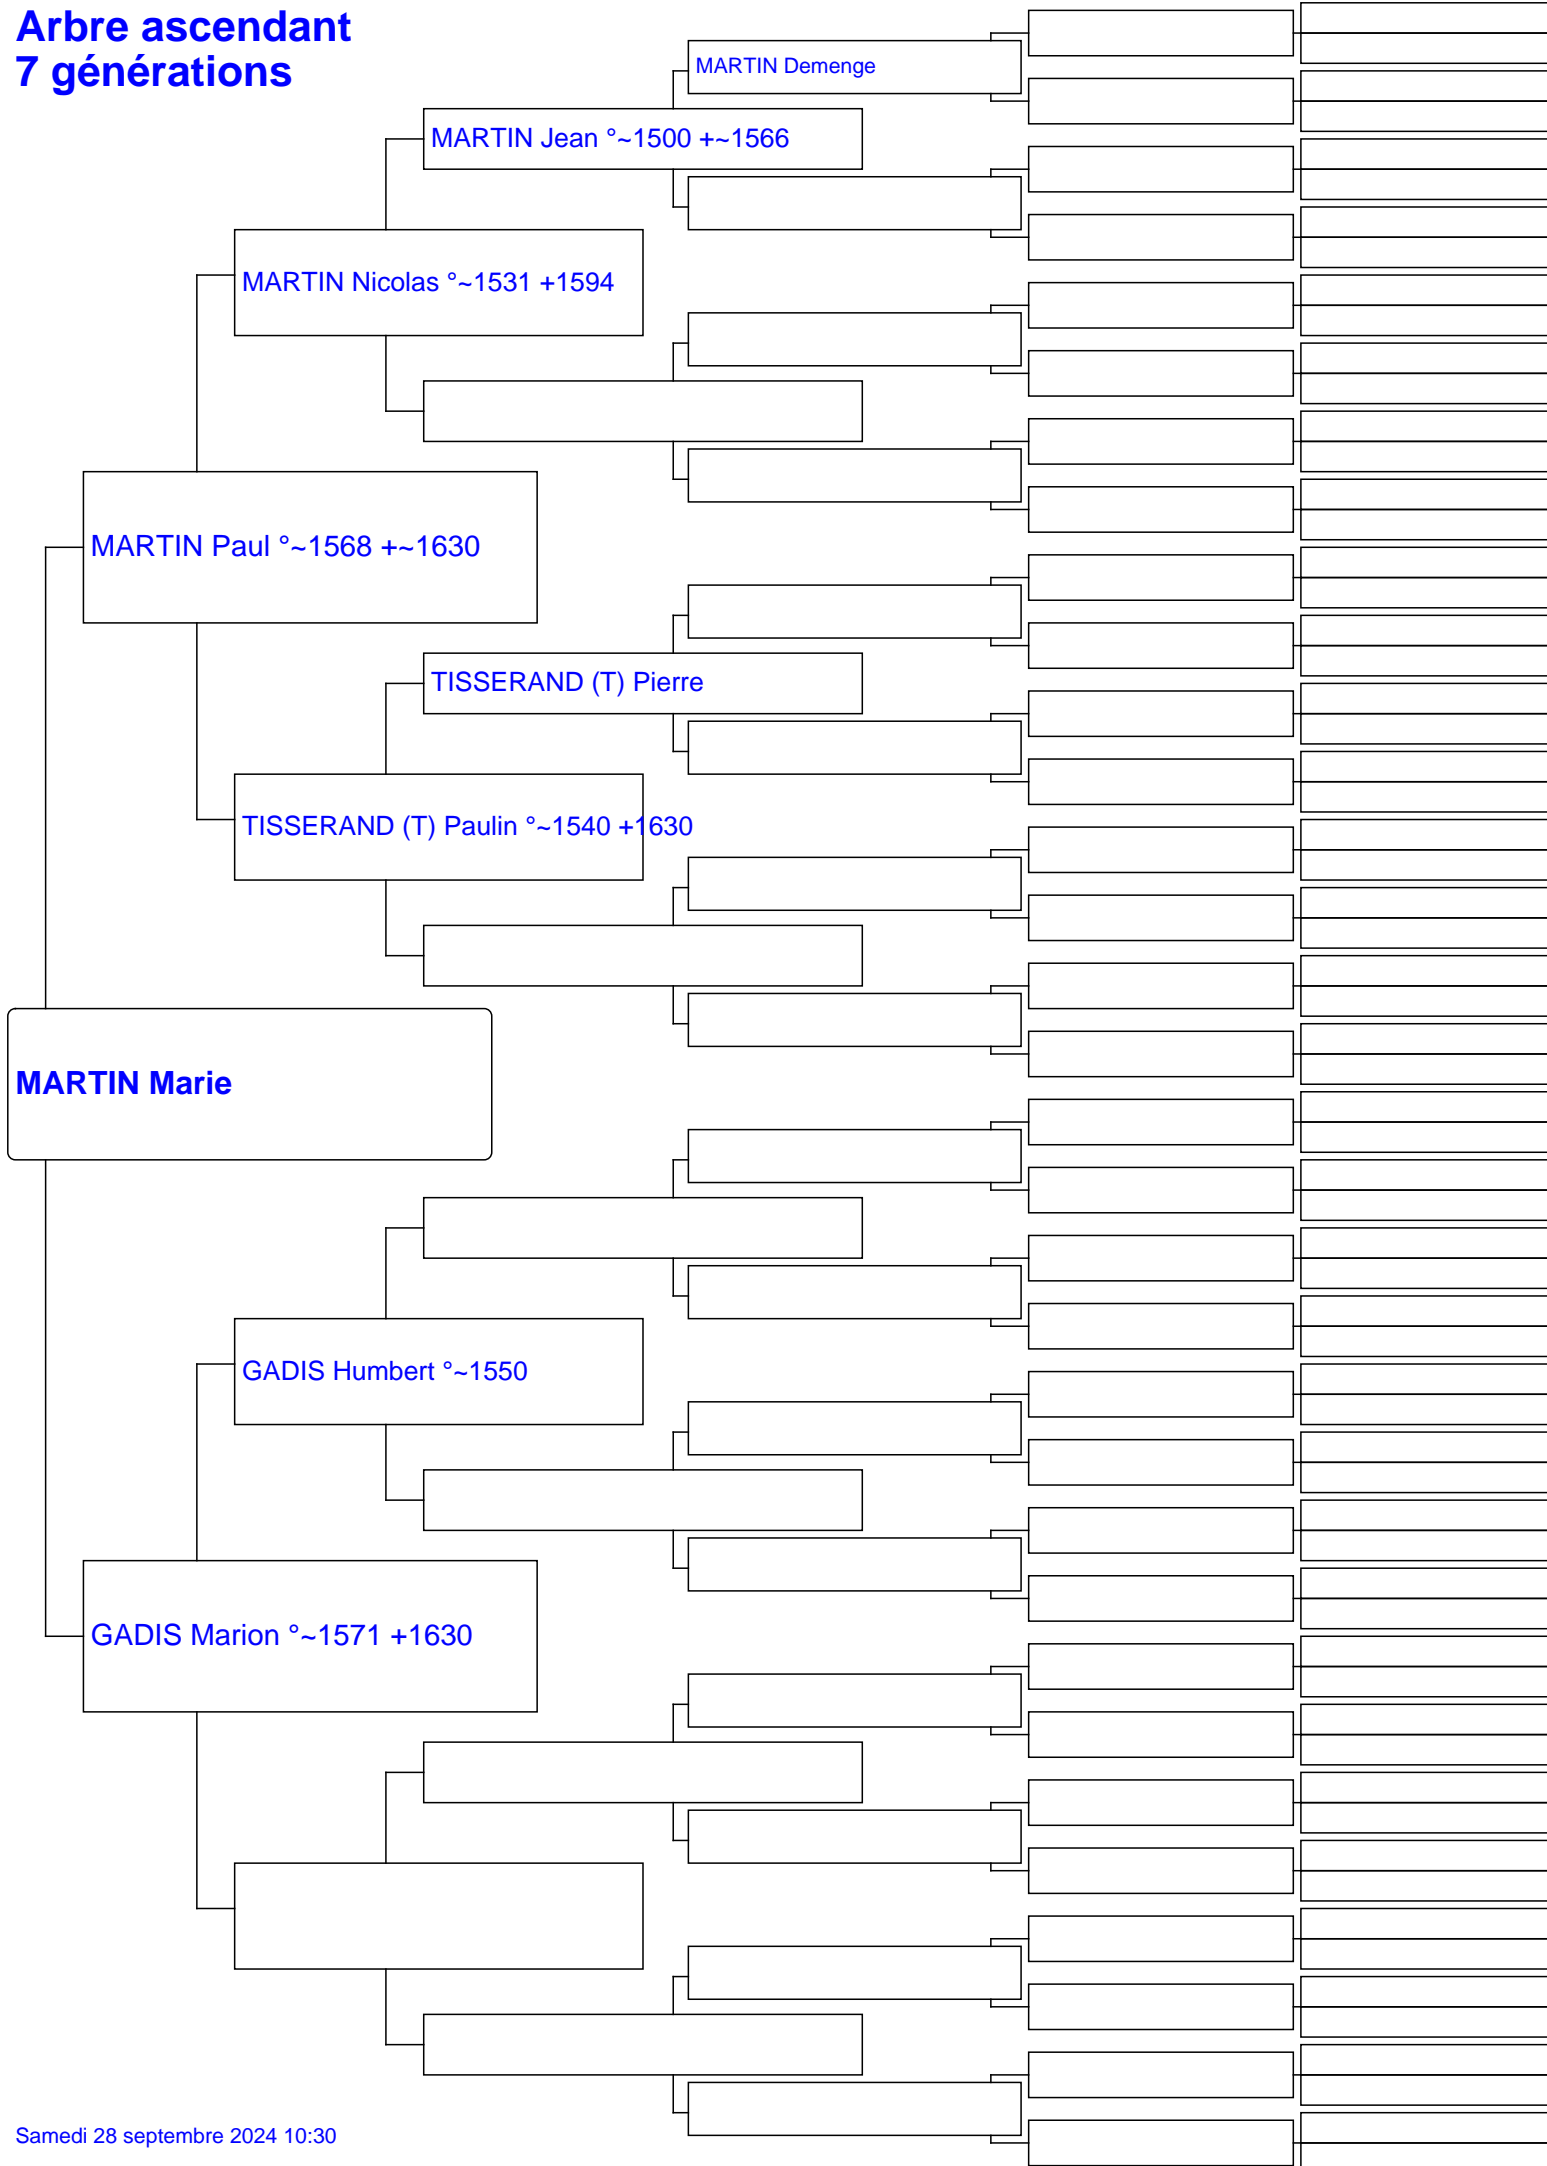 Arbre ascendant
7 générations
MARTIN Demenge
MARTIN Jean °~1500 +~1566
MARTIN Nicolas °~1531 +1594
MARTIN Paul °~1568 +~1630
TISSERAND (T) Pierre
TISSERAND (T) Paulin °~1540 +1630
MARTIN Marie
GADIS Humbert °~1550
GADIS Marion °~1571 +1630
Samedi 28 septembre 2024 10:30